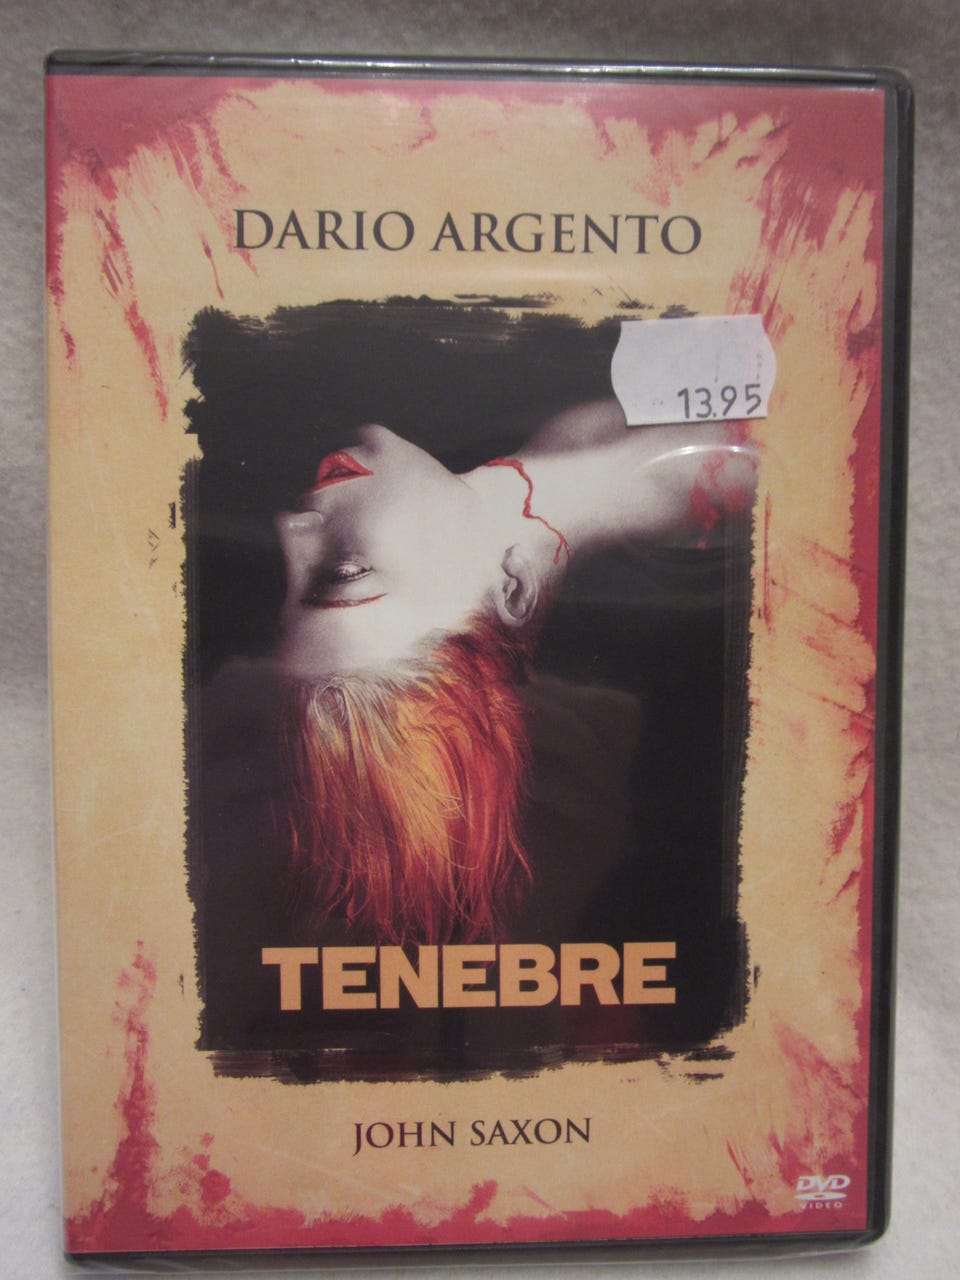 DARIO ARGENTO
13.95
TENEBRE
JOHN SAXON
DVD
VIDEO